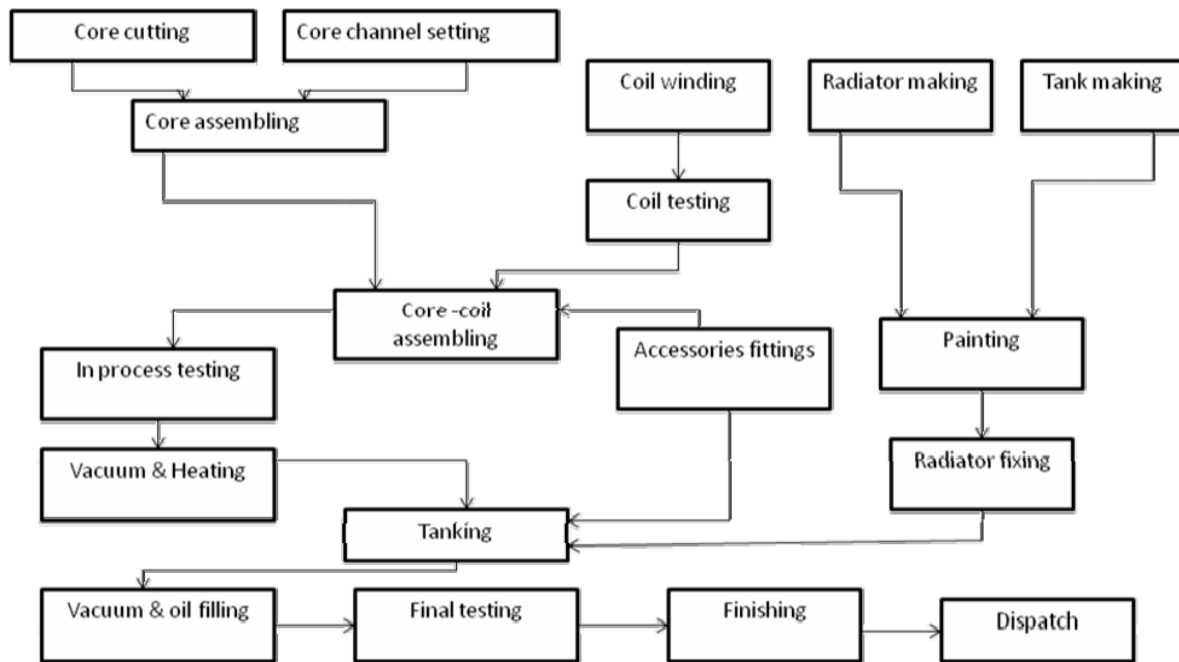 Core cutting
Core channel setting
Coil winding
Radiator making
Tank making
Core assembling
Coil testing
Core -coil
assembling
Accessories fittings
Painting
In process testing
Vacuum & Heating
Radiator fixing
Tanking
Vacuum & oil filling
Final testing
Finishing
Dispatch